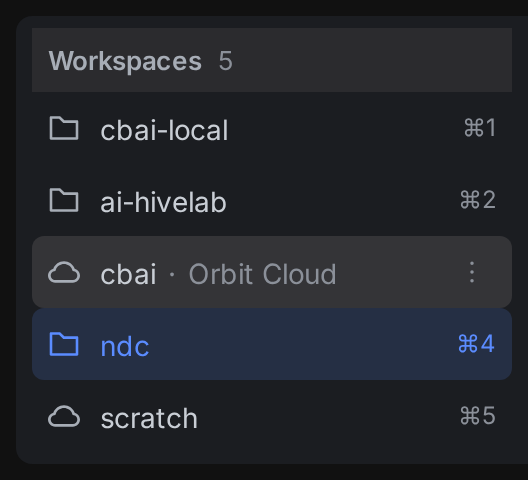 Workspaces 5
cbai-local ⌘1
ai-hivelab ⌘2
cbai · Orbit Cloud ⋮
ndc ⌘4
scratch ⌘5